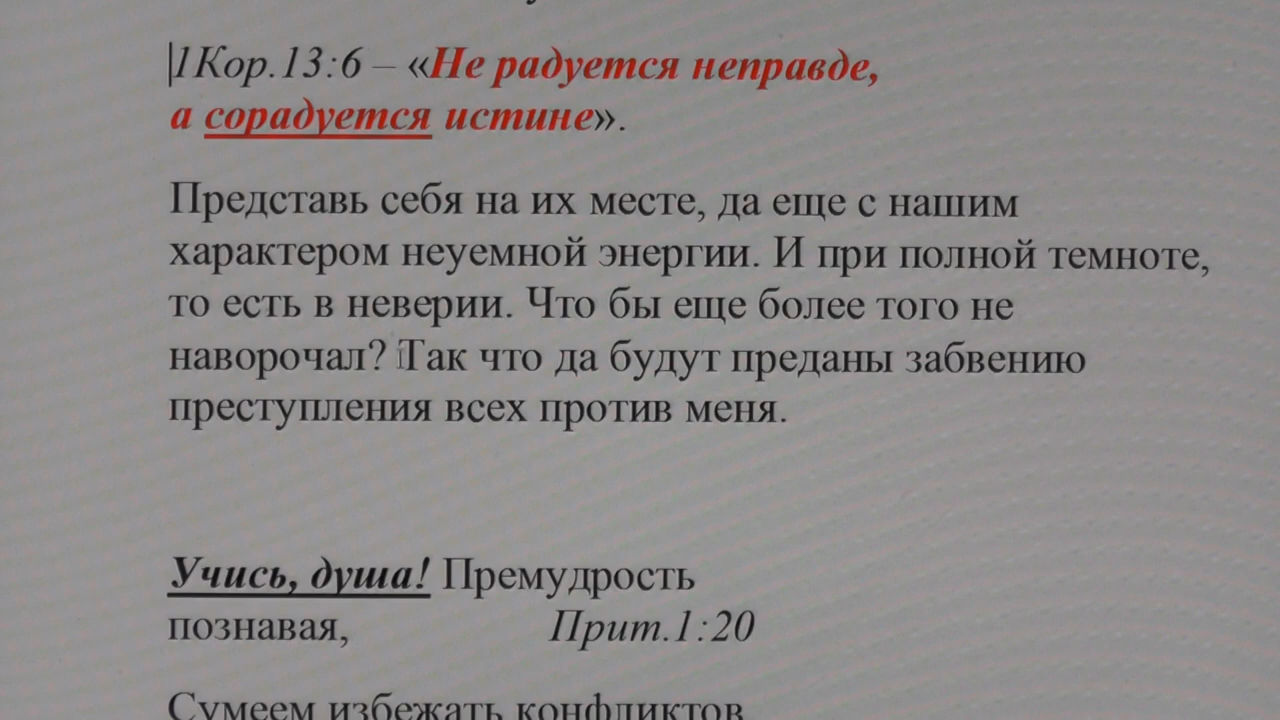 1Кор.13:6 – «Не радуется неправде,
а сорадуется истине».
Представь себя на их месте, да еще с нашим
характером неуемной энергии. И при полной темноте,
то есть в неверии. Что бы еще более того не
наворочал? Так что да будут преданы забвению
преступления всех против меня.
Учись, душа! Премудрость
познавая, Прит.1:20
Сумеем избежать конфликтов